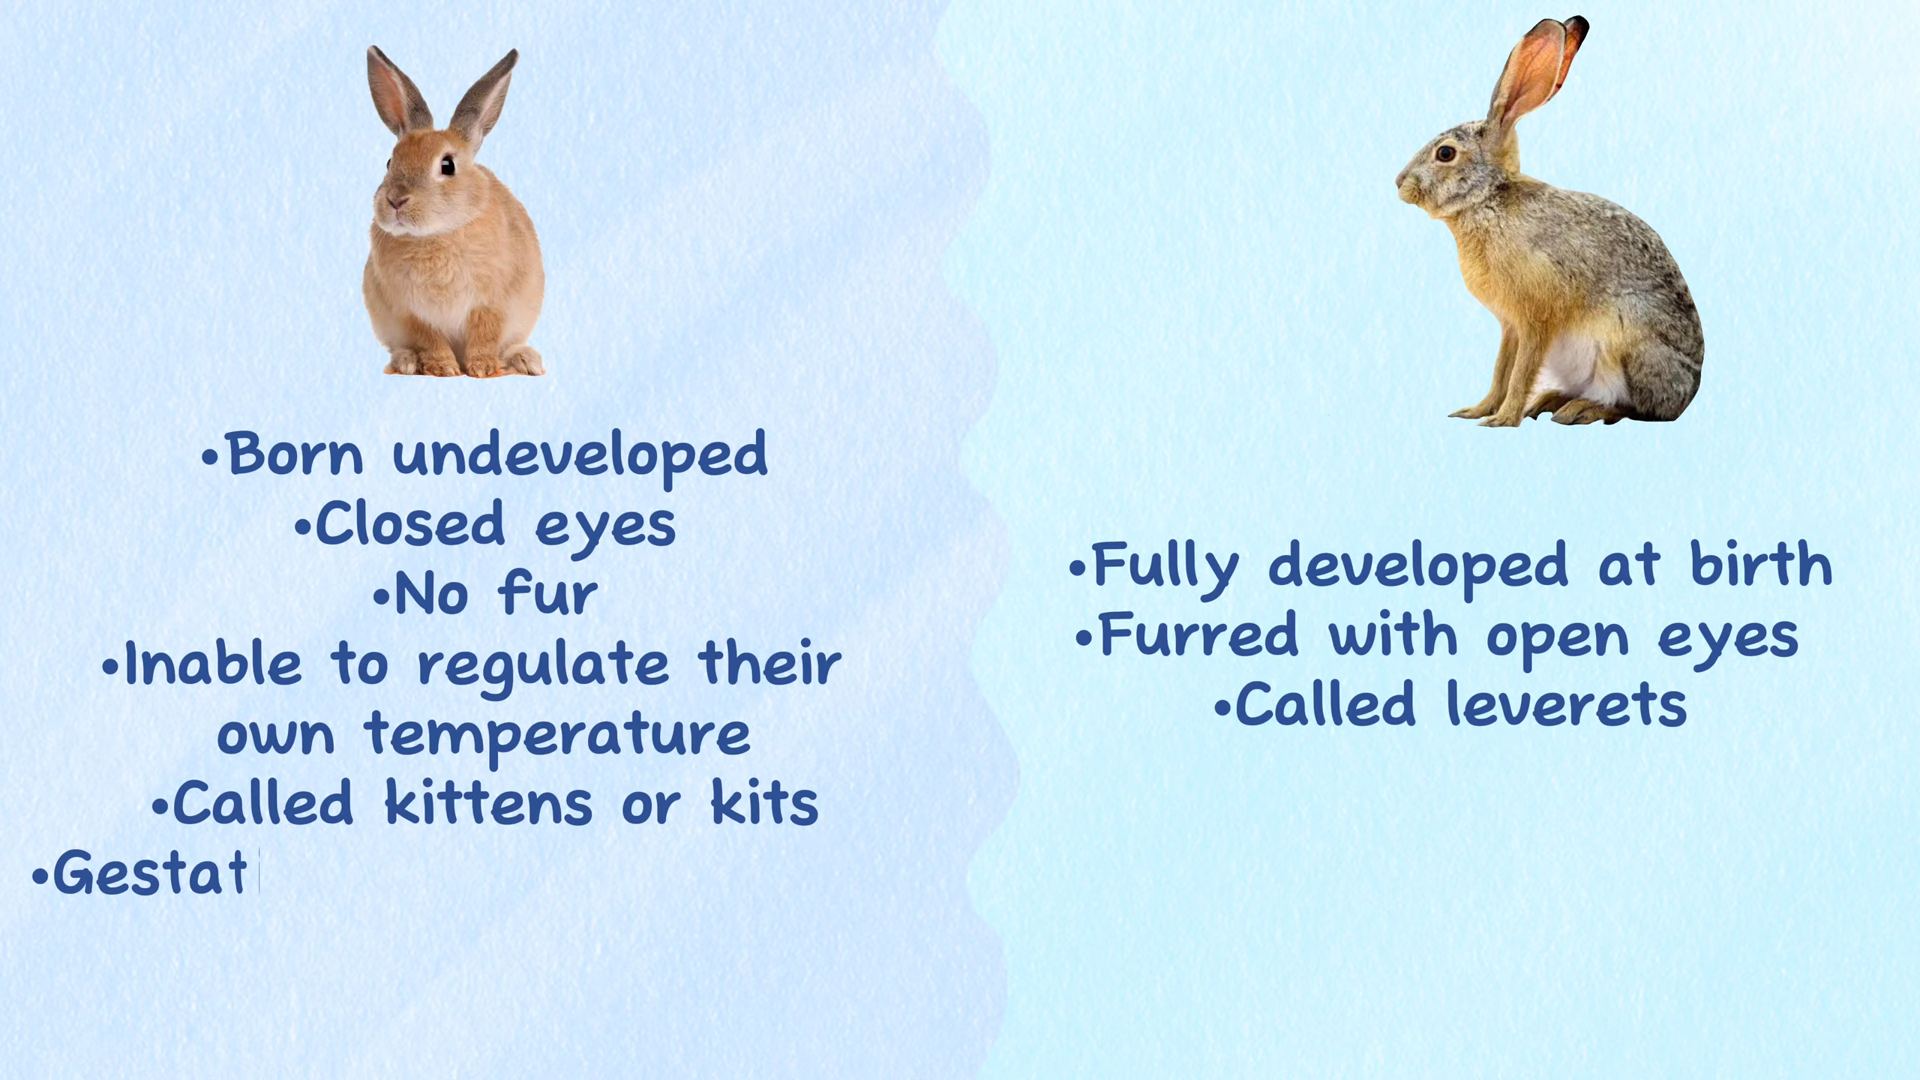 •Born undeveloped
•Closed eyes
•No fur
•Inable to regulate their
own temperature
•Called kittens or kits
•Gestat
•Fully developed at birth
•Furred with open eyes
•Called leverets